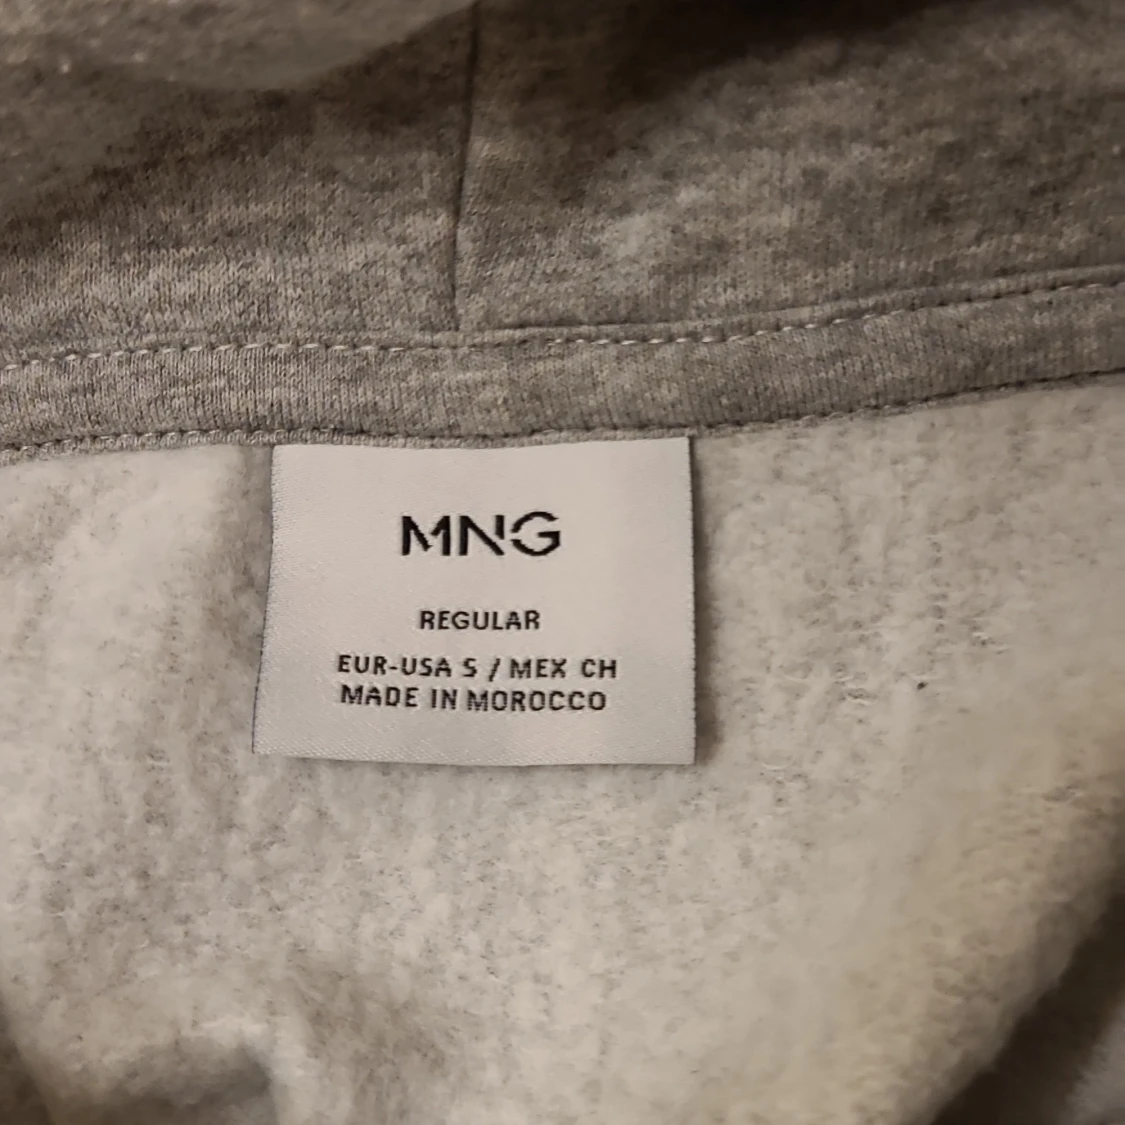 MNG
REGULAR
EUR-USA S / MEX CH
MADE IN MOROCCO